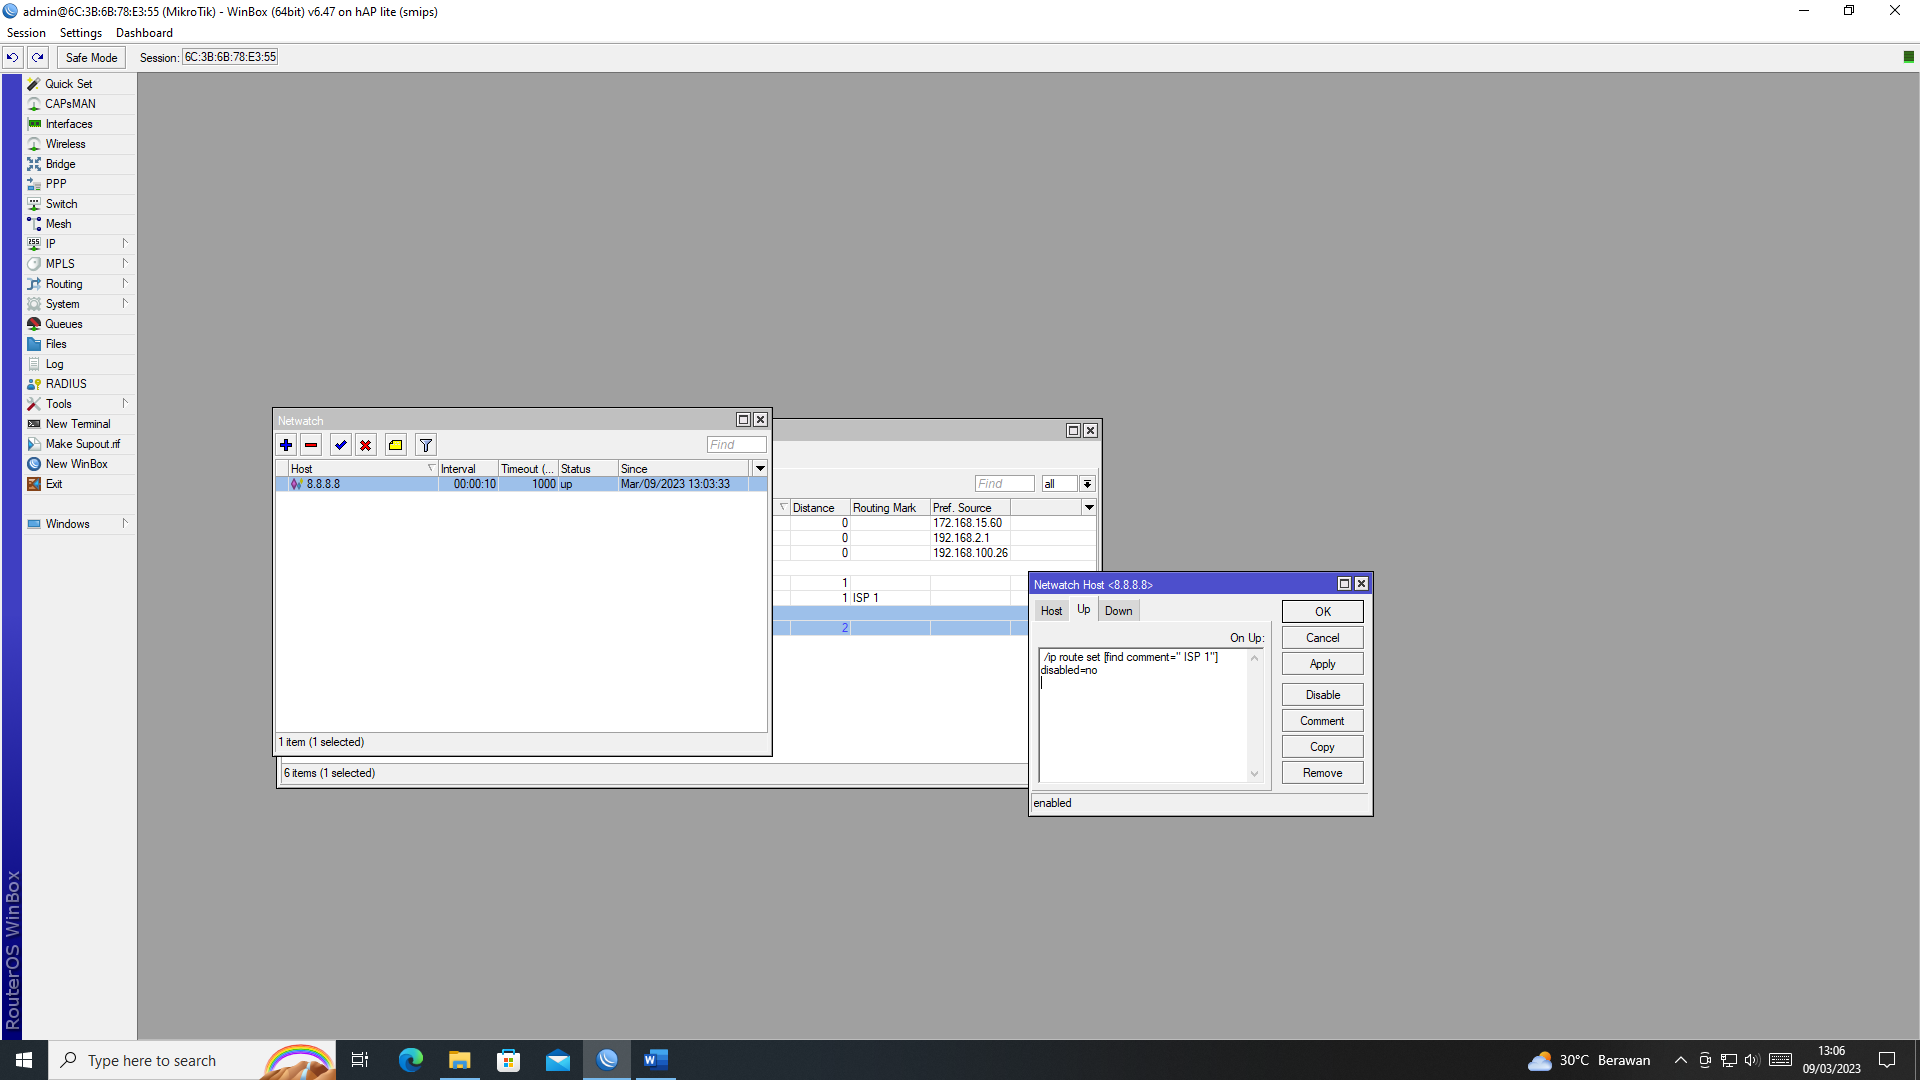 admin@6C:3B:6B:78:E3:55 (MikroTik) - WinBox (64bit) v6.47 on hAP lite (smips)
Session Settings Dashboard
Safe Mode Session: 6C:3B:6B:78:E3:55
Quick Set
CAPsMAN
Interfaces
Wireless
Bridge
PPP
Switch
Mesh
IP
MPLS
Routing
System
Queues
Files
Log
RADIUS
Tools
New Terminal
Make Supout.rif
New WinBox
Exit
Windows
RouterOS WinBox
Netwatch
Find
Host Interval Timeout (... Status Since
8.8.8.8 00:00:10 1000 up Mar/09/2023 13:03:33
1 item (1 selected)
Find all
Distance Routing Mark Pref. Source
0 172.168.15.60
0 192.168.2.1
0 192.168.100.26
1
1 ISP 1
2
6 items (1 selected)
Netwatch Host <8.8.8.8>
Host Up Down
On Up:
/ip route set [find comment=" ISP 1"]
disabled=no
OK
Cancel
Apply
Disable
Comment
Copy
Remove
enabled
Type here to search
30°C Berawan
13:06
09/03/2023